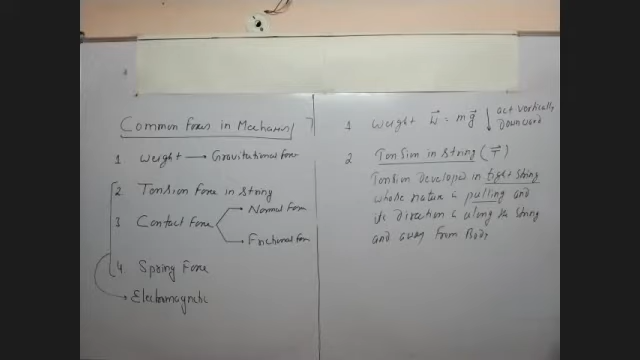 Common Forces in Mechanics
1 Weight → Gravitational force
2 Tension Force in string
3 Contact Force
Normal Force
Frictional Force
4 Spring Force
Electromagnetic
1 Weight W = mg ↓ act vertically
downward
2 Tension in string (T)
Tension developed in tight string
whose nature is pulling and
its direction is along the string
and away from Body